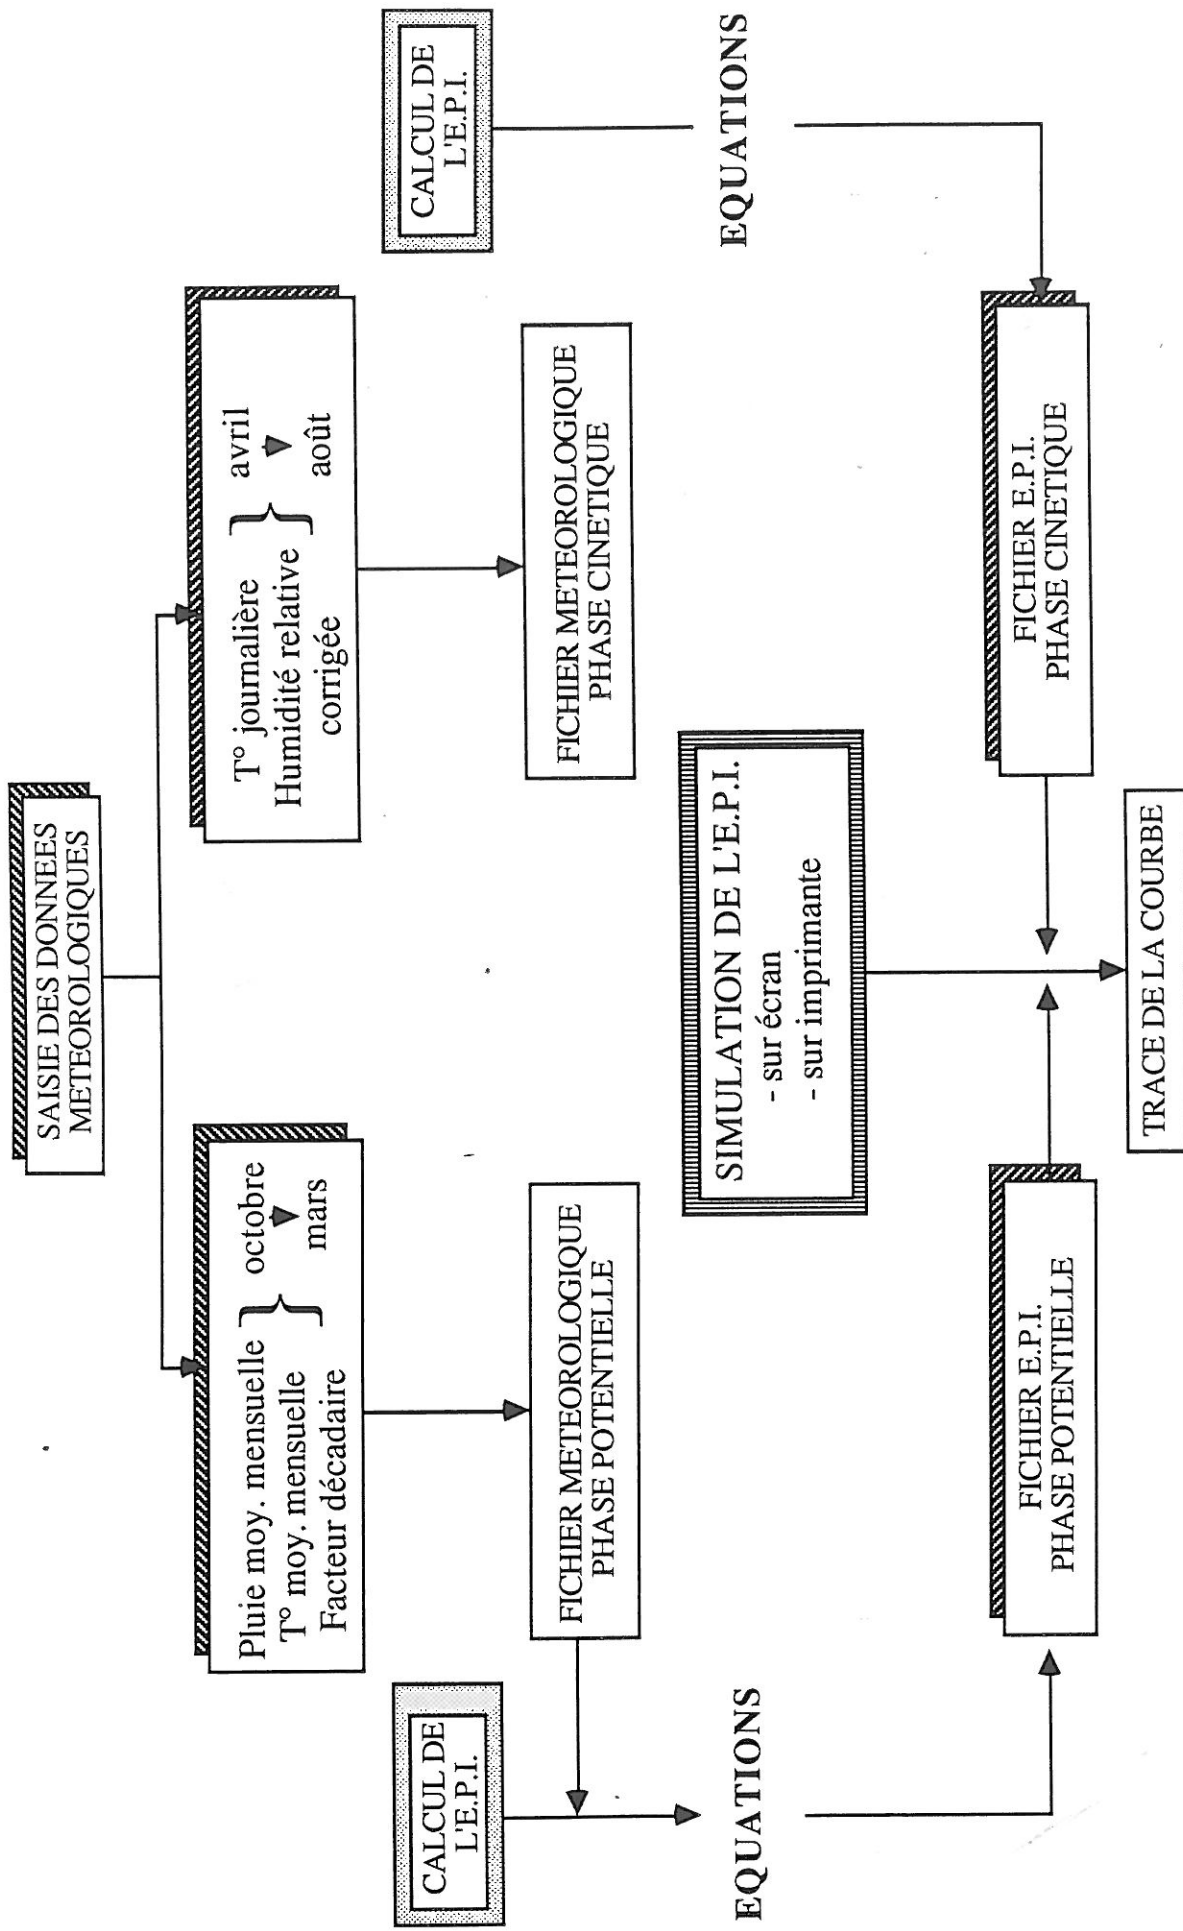 SAISIE DES DONNEES
METEOROLOGIQUES
Pluie moy. mensuelle
T° moy. mensuelle
Facteur décadaire
octobre
mars
T° journalière
Humidité relative
corrigée
avril
août
CALCUL DE
L'E.P.I.
FICHIER METEOROLOGIQUE
PHASE POTENTIELLE
FICHIER METEOROLOGIQUE
PHASE CINETIQUE
CALCUL DE
L'E.P.I.
EQUATIONS
SIMULATION DE L'E.P.I.
- sur écran
- sur imprimante
EQUATIONS
FICHIER E.P.I.
PHASE POTENTIELLE
FICHIER E.P.I.
PHASE CINETIQUE
TRACE DE LA COURBE